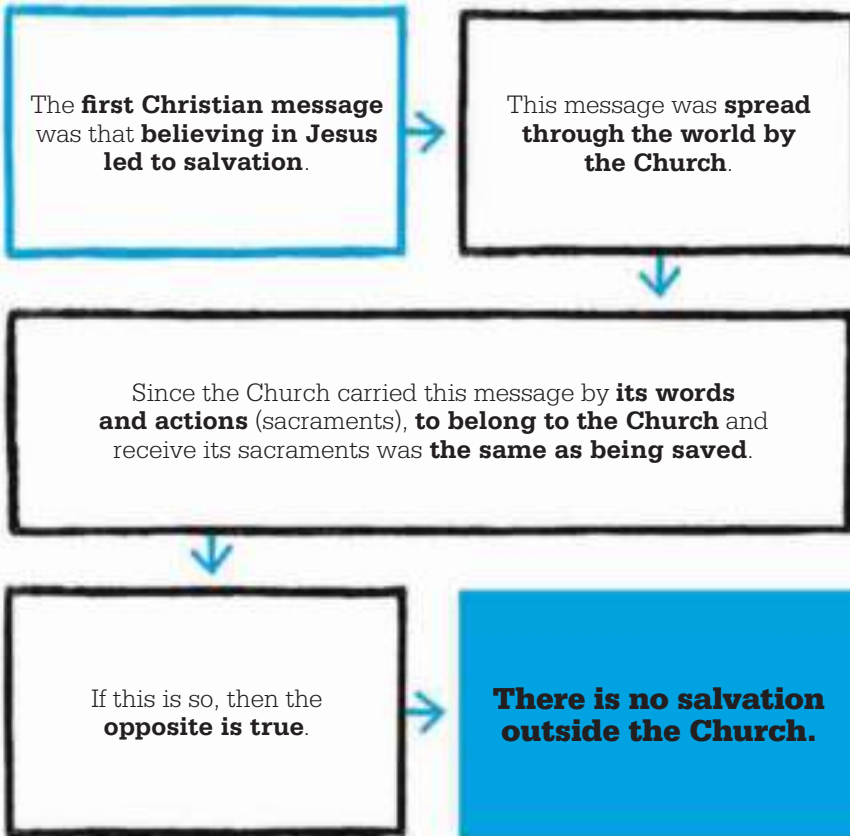 The first Christian message
was that believing in Jesus
led to salvation.
This message was spread
through the world by
the Church.
Since the Church carried this message by its words
and actions (sacraments), to belong to the Church and
receive its sacraments was the same as being saved.
If this is so, then the
opposite is true.
There is no salvation
outside the Church.